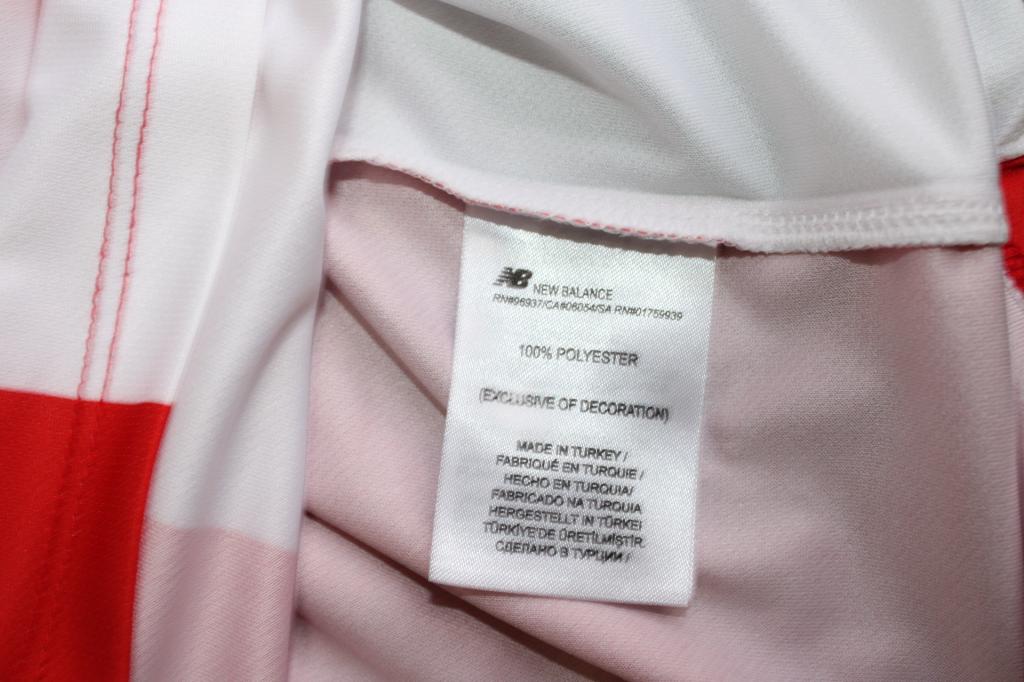 NB NEW BALANCE
RN#96937/CA#06054/SA RN#01759939
100% POLYESTER
(EXCLUSIVE OF DECORATION)
MADE IN TURKEY /
FABRIQUÉ EN TURQUIE /
HECHO EN TURQUIA/
FABRICADO NA TURQUIA
HERGESTELLT IN TÜRKEI
TÜRKİYE'DE ÜRETİLMİŞTİR.
СДЕЛАНО В ТУРЦИИ /